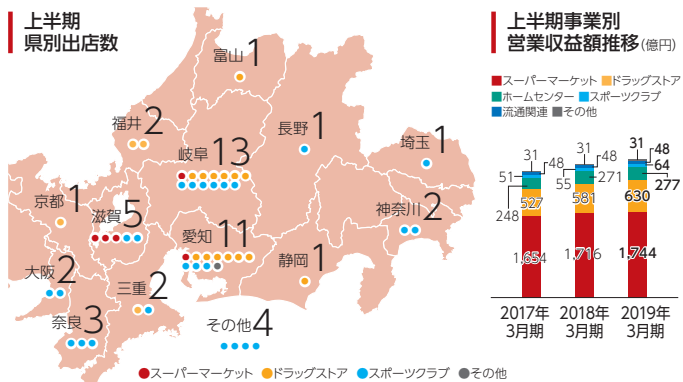 上半期
県別出店数
富山1
福井2
長野1
岐阜13
埼玉1
京都1
滋賀5
神奈川2
愛知11
大阪2
静岡1
三重2
奈良3
その他4
スーパーマーケット ドラッグストア スポーツクラブ その他
上半期事業別
営業収益額推移(億円)
スーパーマーケット ドラッグストア
ホームセンター スポーツクラブ
流通関連 その他
31 31 31
51 48 48 48
55 271 64
248 527 581 630 277
1,654 1,716 1,744
2017年 2018年 2019年
3月期 3月期 3月期